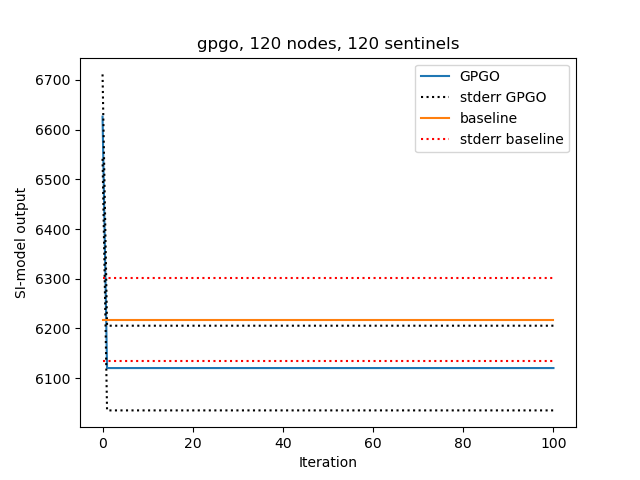 gpgo, 120 nodes, 120 sentinels
GPGO
stderr GPGO
baseline
stderr baseline
SI-model output
6700
6600
6500
6400
6300
6200
6100
0 20 40 60 80 100
Iteration